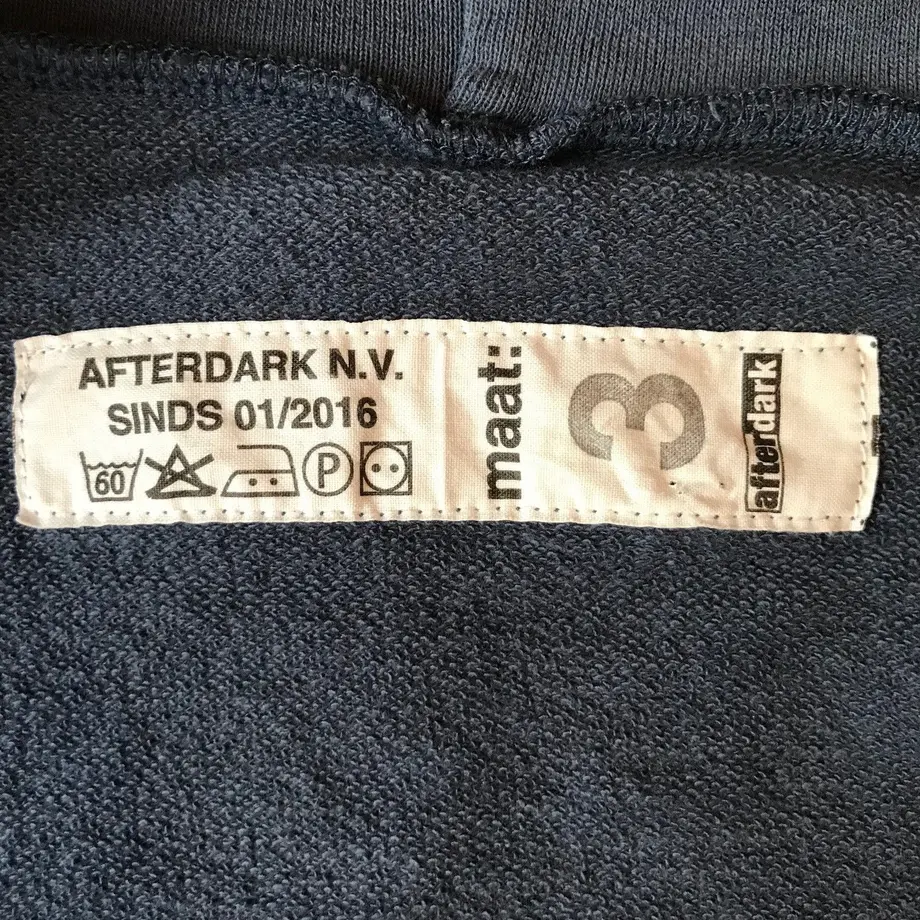 AFTERDARK N.V.
SINDS 01/2016
60 P
maat:
3
afterdark